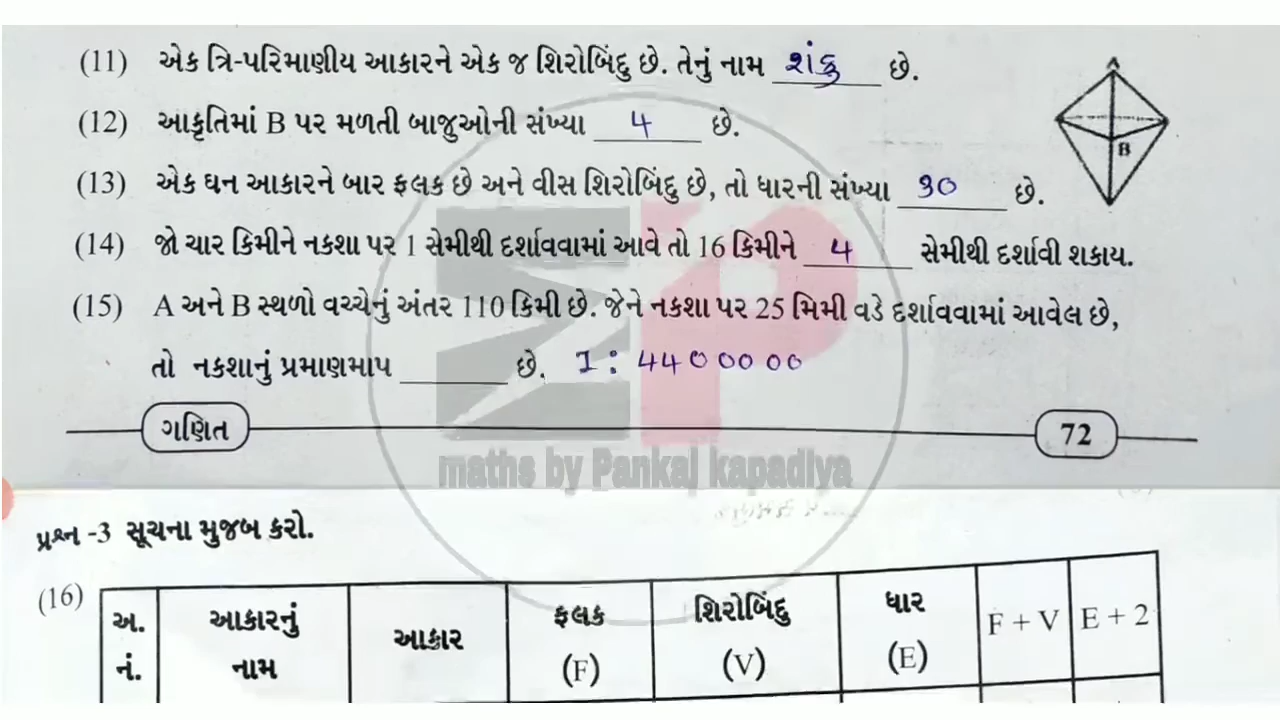 (11) એક ત્રિ-પરિમાણીય આકારને એક જ શિરોબિંદુ છે. તેનું નામ શંકુ છે.
(12) આકૃતિમાં B પર મળતી બાજુઓની સંખ્યા 4 છે.
A
B
(13) એક ઘન આકારને બાર ફલક છે અને વીસ શિરોબિંદુ છે, તો ધારની સંખ્યા ૩૦ છે.
(14) જો ચાર કિમીને નકશા પર 1 સેમીથી દર્શાવવામાં આવે તો 16 કિમીને 4 સેમીથી દર્શાવી શકાય.
(15) A અને B સ્થળો વચ્ચેનું અંતર 110 કિમી છે. જેને નકશા પર 25 મિમી વડે દર્શાવવામાં આવેલ છે,
તો નકશાનું પ્રમાણમાપ ________ છે. 1 : 4400000
ગણિત 72
maths by Pankaj kapadiya
પ્રશ્ન -3 સૂચના મુજબ કરો.
(16)
અ. નં. આકારનું નામ આકાર ફલક (F) શિરોબિંદુ (V) ધાર (E) F + V E + 2